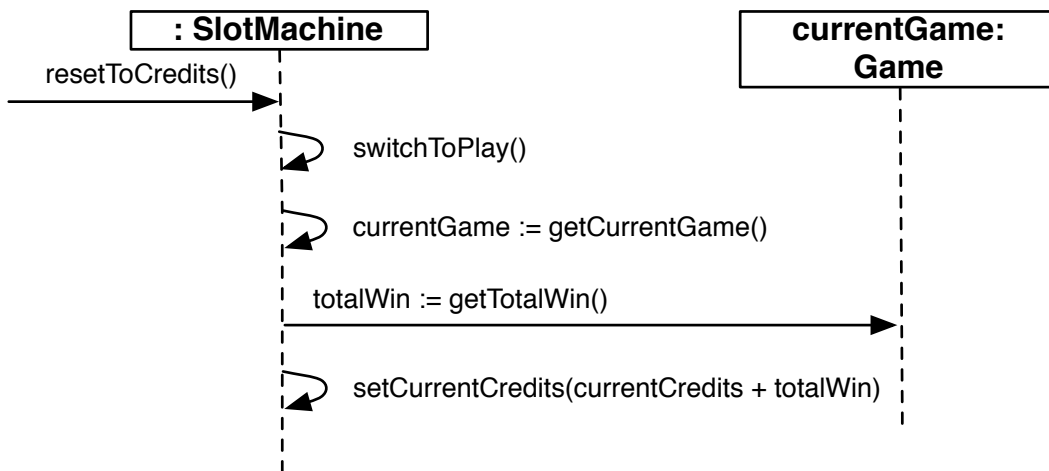 : SlotMachine
currentGame:
Game
resetToCredits()
switchToPlay()
currentGame := getCurrentGame()
totalWin := getTotalWin()
setCurrentCredits(currentCredits + totalWin)